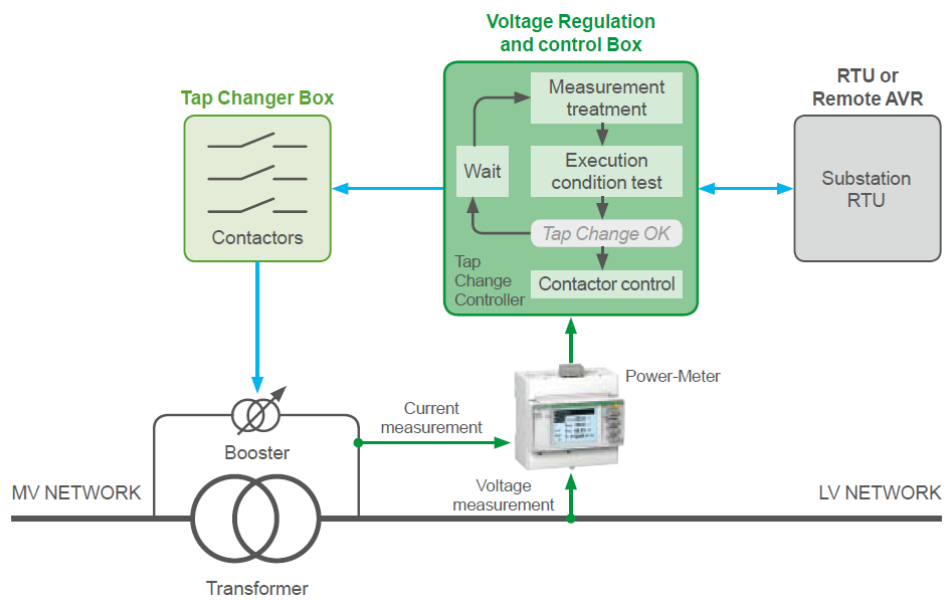 Voltage Regulation
and control Box
Tap Changer Box
Contactors
Measurement
treatment
Wait
Execution
condition test
Tap Change OK
Tap
Change
Controller
Contactor control
RTU or
Remote AVR
Substation
RTU
Power-Meter
Current
measurement
Booster
Voltage
measurement
MV NETWORK
LV NETWORK
Transformer